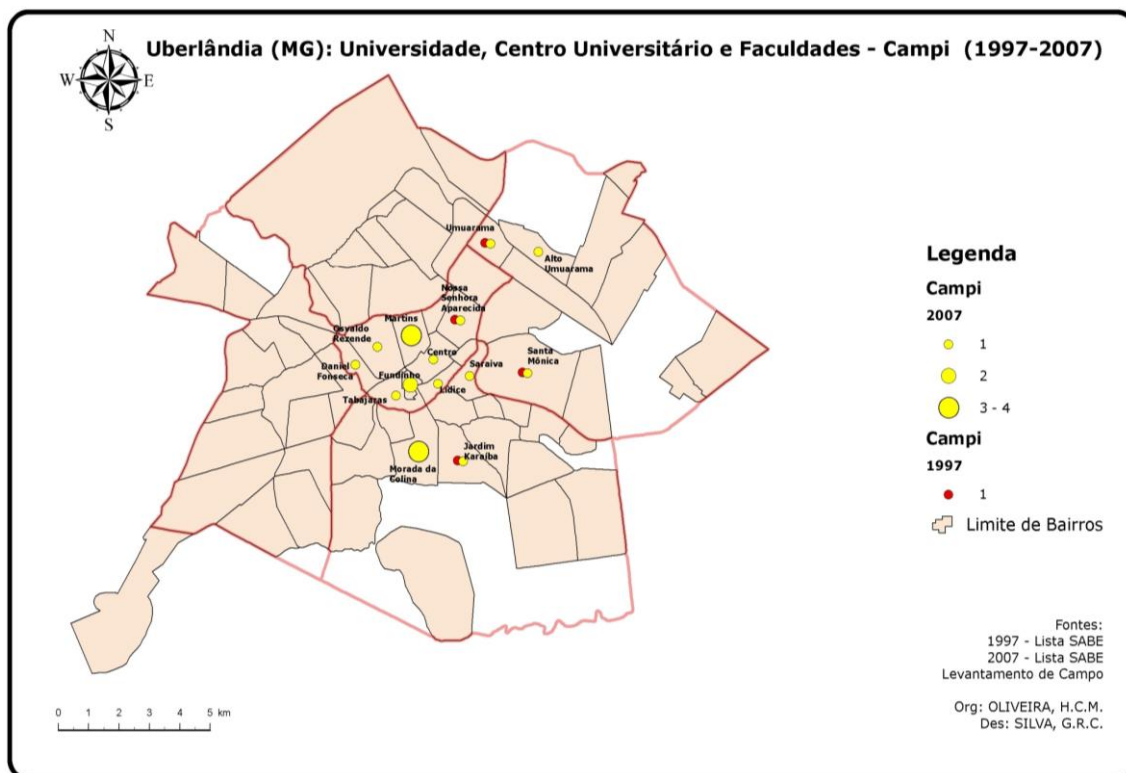 Uberlândia (MG): Universidade, Centro Universitário e Faculdades - Campi (1997-2007)
N
W
E
S
Umuarama
Alto
Umuarama
Nossa
Senhora
Aparecida
Martins
Osvaldo
Rezende
Centro
Daniel
Fonseca
Fundinho
Saraiva
Santa
Mônica
Lídice
Tabajaras
Jardim
Karaíba
Morada da
Colina
Legenda
Campi
2007
1
2
3 - 4
Campi
1997
1
Limite de Bairros
Fontes:
1997 - Lista SABE
2007 - Lista SABE
Levantamento de Campo
Org: OLIVEIRA, H.C.M.
Des: SILVA, G.R.C.
0 1 2 3 4 5 km